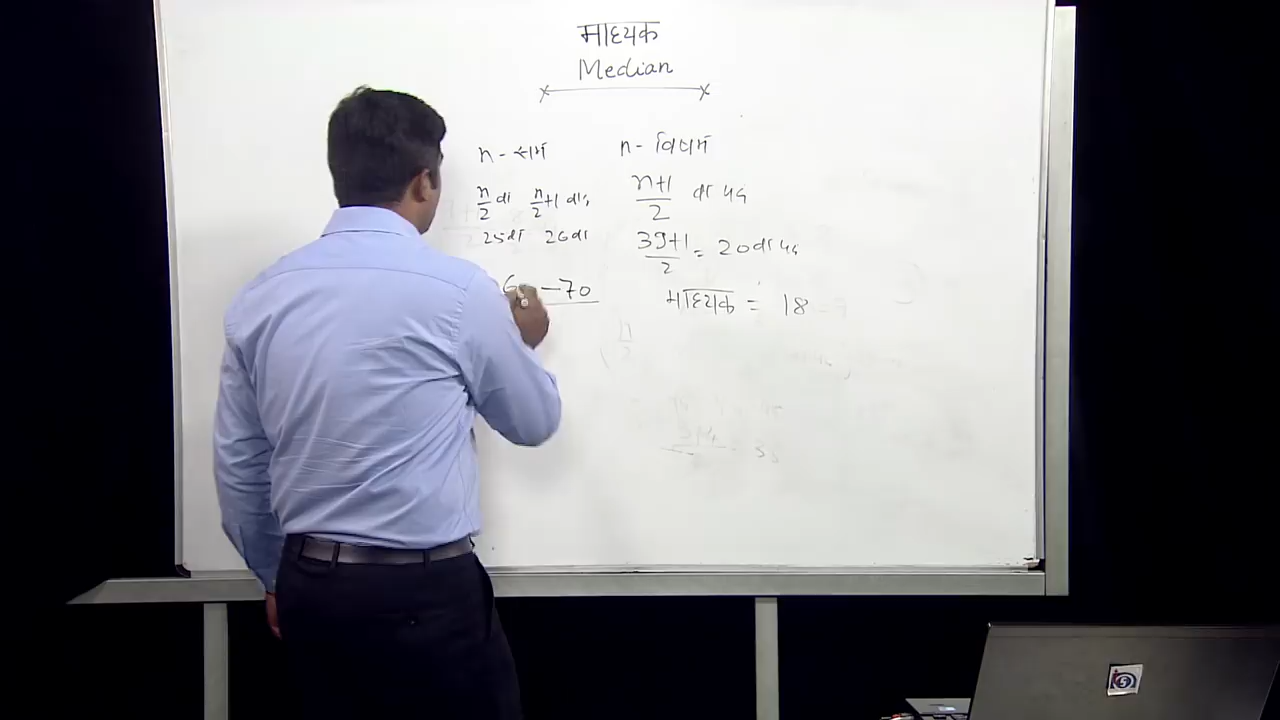 माध्यक
Median
n - सम
n/2 वां n/2+1 वां
25वां 26वां
60 - 70
n - विषम
n+1/2 वां पद
39+1/2 = 20वां पद
माध्यक = 18